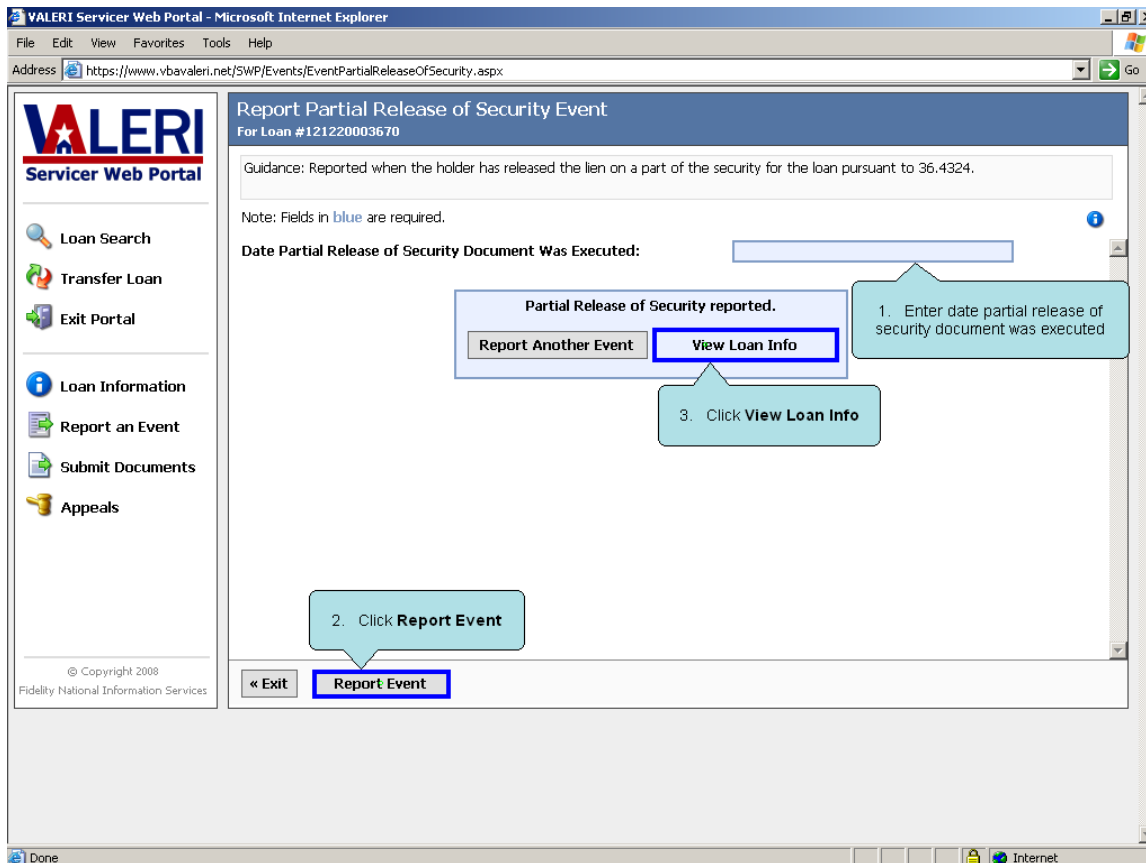 VALERI Servicer Web Portal - Microsoft Internet Explorer
File Edit View Favorites Tools Help
Address https://www.vbavaleri.net/SWP/Events/EventPartialReleaseOfSecurity.aspx Go
VALERI
Servicer Web Portal
Loan Search
Transfer Loan
Exit Portal
Loan Information
Report an Event
Submit Documents
Appeals
© Copyright 2008
Fidelity National Information Services
Report Partial Release of Security Event
For Loan #121220003670
Guidance: Reported when the holder has released the lien on a part of the security for the loan pursuant to 36.4324.
Note: Fields in blue are required.
Date Partial Release of Security Document Was Executed:
1. Enter date partial release of
security document was executed
Partial Release of Security reported.
Report Another Event View Loan Info
3. Click View Loan Info
2. Click Report Event
« Exit Report Event
Done Internet